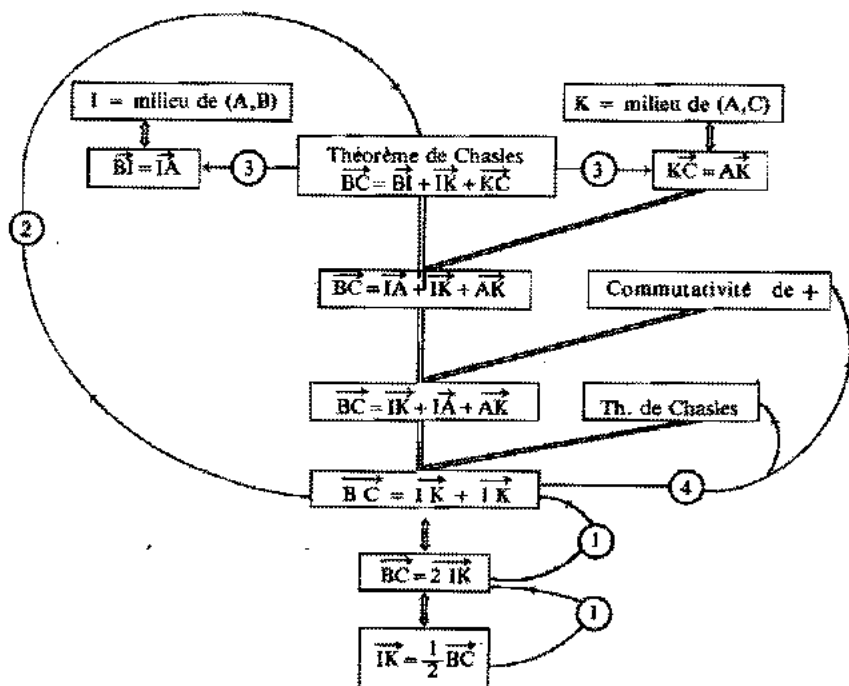 I = milieu de (A,B)
K = milieu de (A,C)
BI = IA
3
Théorème de Chasles
BC = BI + IK + KC
3
KC = AK
2
BC = IA + IK + AK
Commutativité de +
BC = IK + IA + AK
Th. de Chasles
BC = IK + IK
4
1
BC = 2 IK
1
IK = 1/2 BC